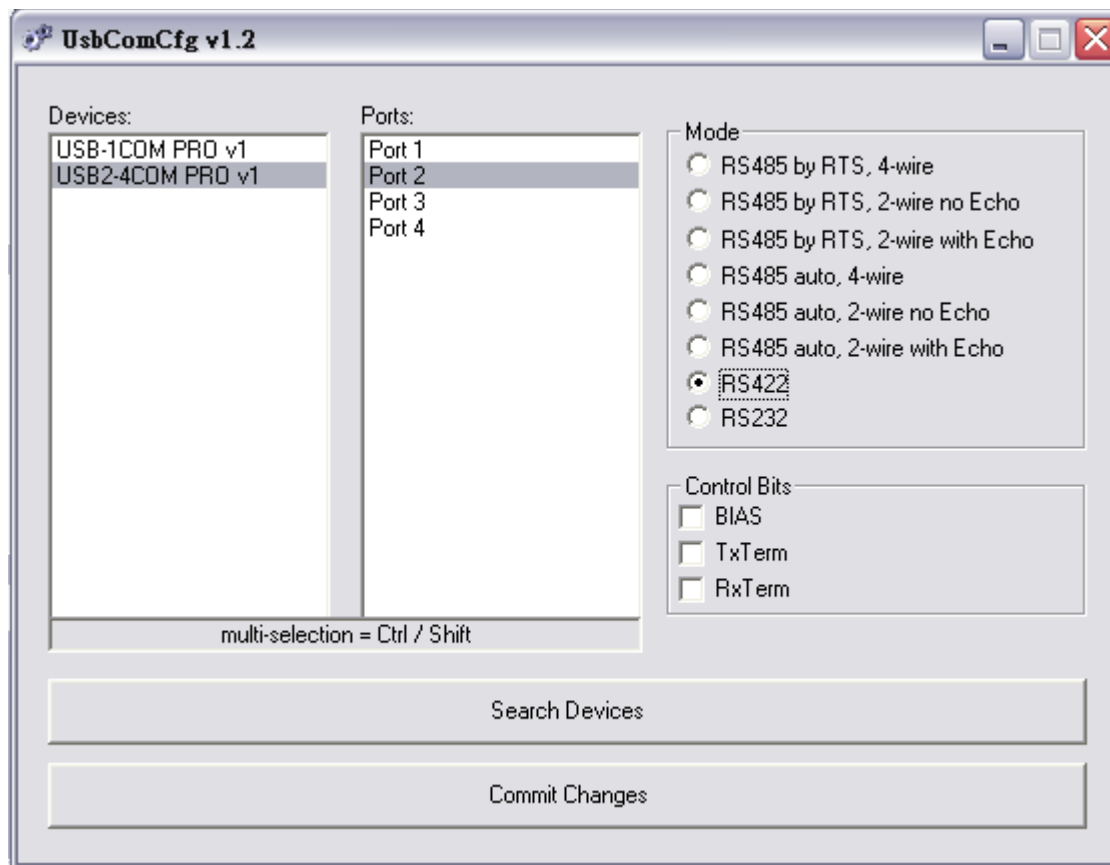 UsbComCfg v1.2
Devices:
USB-1COM PRO v1
USB2-4COM PRO v1
Ports:
Port 1
Port 2
Port 3
Port 4
multi-selection = Ctrl / Shift
Mode
RS485 by RTS, 4-wire
RS485 by RTS, 2-wire no Echo
RS485 by RTS, 2-wire with Echo
RS485 auto, 4-wire
RS485 auto, 2-wire no Echo
RS485 auto, 2-wire with Echo
RS422
RS232
Control Bits
BIAS
TxTerm
RxTerm
Search Devices
Commit Changes